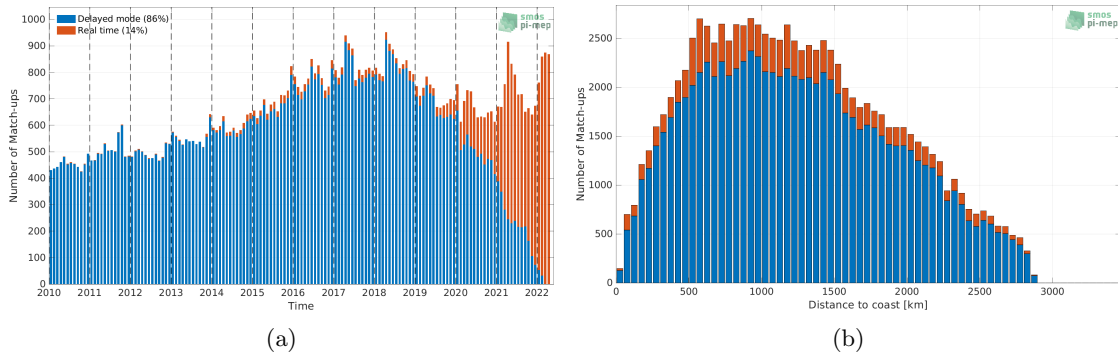 Delayed mode (86%)
Real time (14%)
smos
pi-mep
Number of Match-ups
900
800
700
600
500
400
300
200
100
0
2010 2011 2012 2013 2014 2015 2016 2017 2018 2019 2020 2021 2022
Time
(a)
smos
pi-mep
Number of Match-ups
2500
2000
1500
1000
500
0
0 500 1000 1500 2000 2500 3000
Distance to coast [km]
(b)